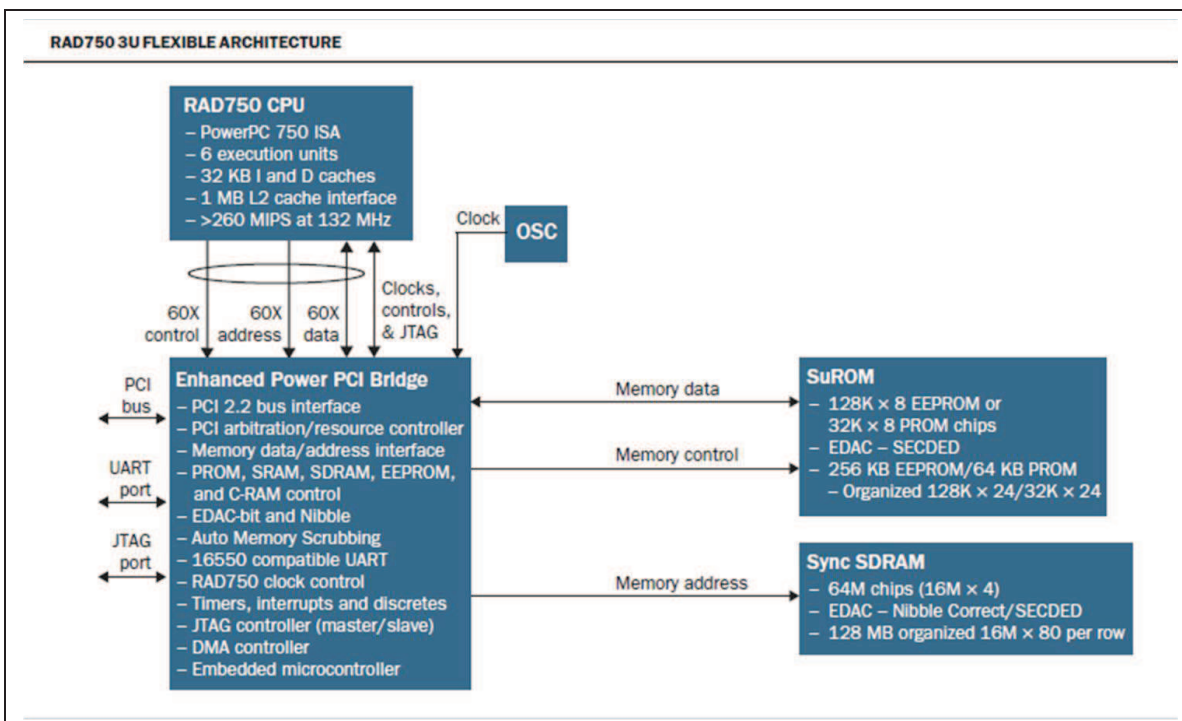 RAD750 3U FLEXIBLE ARCHITECTURE
RAD750 CPU
– PowerPC 750 ISA
– 6 execution units
– 32 KB I and D caches
– 1 MB L2 cache interface
– >260 MIPS at 132 MHz
Clock
OSC
60X
control
60X
address
60X
data
Clocks,
controls,
& JTAG
PCI
bus
UART
port
JTAG
port
Enhanced Power PCI Bridge
– PCI 2.2 bus interface
– PCI arbitration/resource controller
– Memory data/address interface
– PROM, SRAM, SDRAM, EEPROM,
and C-RAM control
– EDAC-bit and Nibble
– Auto Memory Scrubbing
– 16550 compatible UART
– RAD750 clock control
– Timers, interrupts and discretes
– JTAG controller (master/slave)
– DMA controller
– Embedded microcontroller
Memory data
Memory control
Memory address
SuROM
– 128K × 8 EEPROM or
32K × 8 PROM chips
– EDAC – SECDED
– 256 KB EEPROM/64 KB PROM
– Organized 128K × 24/32K × 24
Sync SDRAM
– 64M chips (16M × 4)
– EDAC – Nibble Correct/SECDED
– 128 MB organized 16M × 80 per row